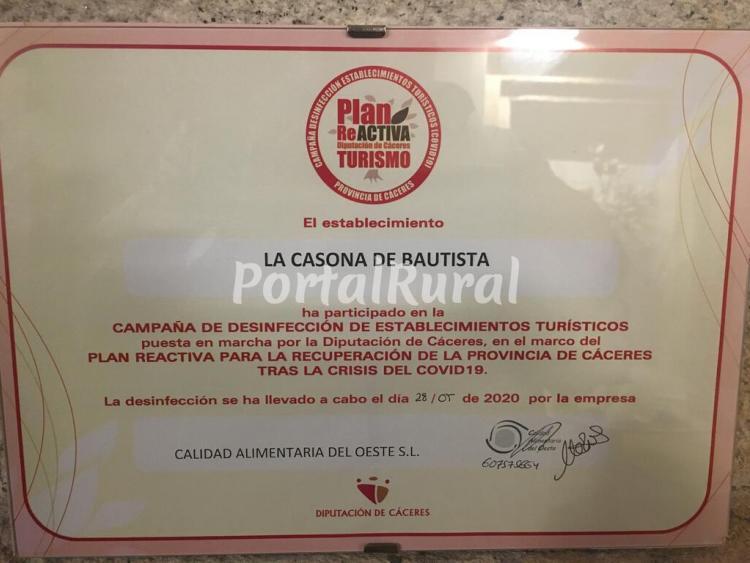 CAMPAÑA DESINFECCIÓN ESTABLECIMIENTOS TURÍSTICOS (COVID19)
Plan
ReACTIVA
Diputación de Cáceres
TURISMO
PROVINCIA DE CÁCERES
El establecimiento
LA CASONA DE BAUTISTA
PortalRural
ha participado en la
CAMPAÑA DE DESINFECCIÓN DE ESTABLECIMIENTOS TURÍSTICOS
puesta en marcha por la Diputación de Cáceres, en el marco del
PLAN REACTIVA PARA LA RECUPERACIÓN DE LA PROVINCIA DE CÁCERES
TRAS LA CRISIS DEL COVID19.
La desinfección se ha llevado a cabo el día 28/05 de 2020 por la empresa
Calidad
Alimentaria
del Oeste
CALIDAD ALIMENTARIA DEL OESTE S.L.
DIPUTACIÓN DE CÁCERES